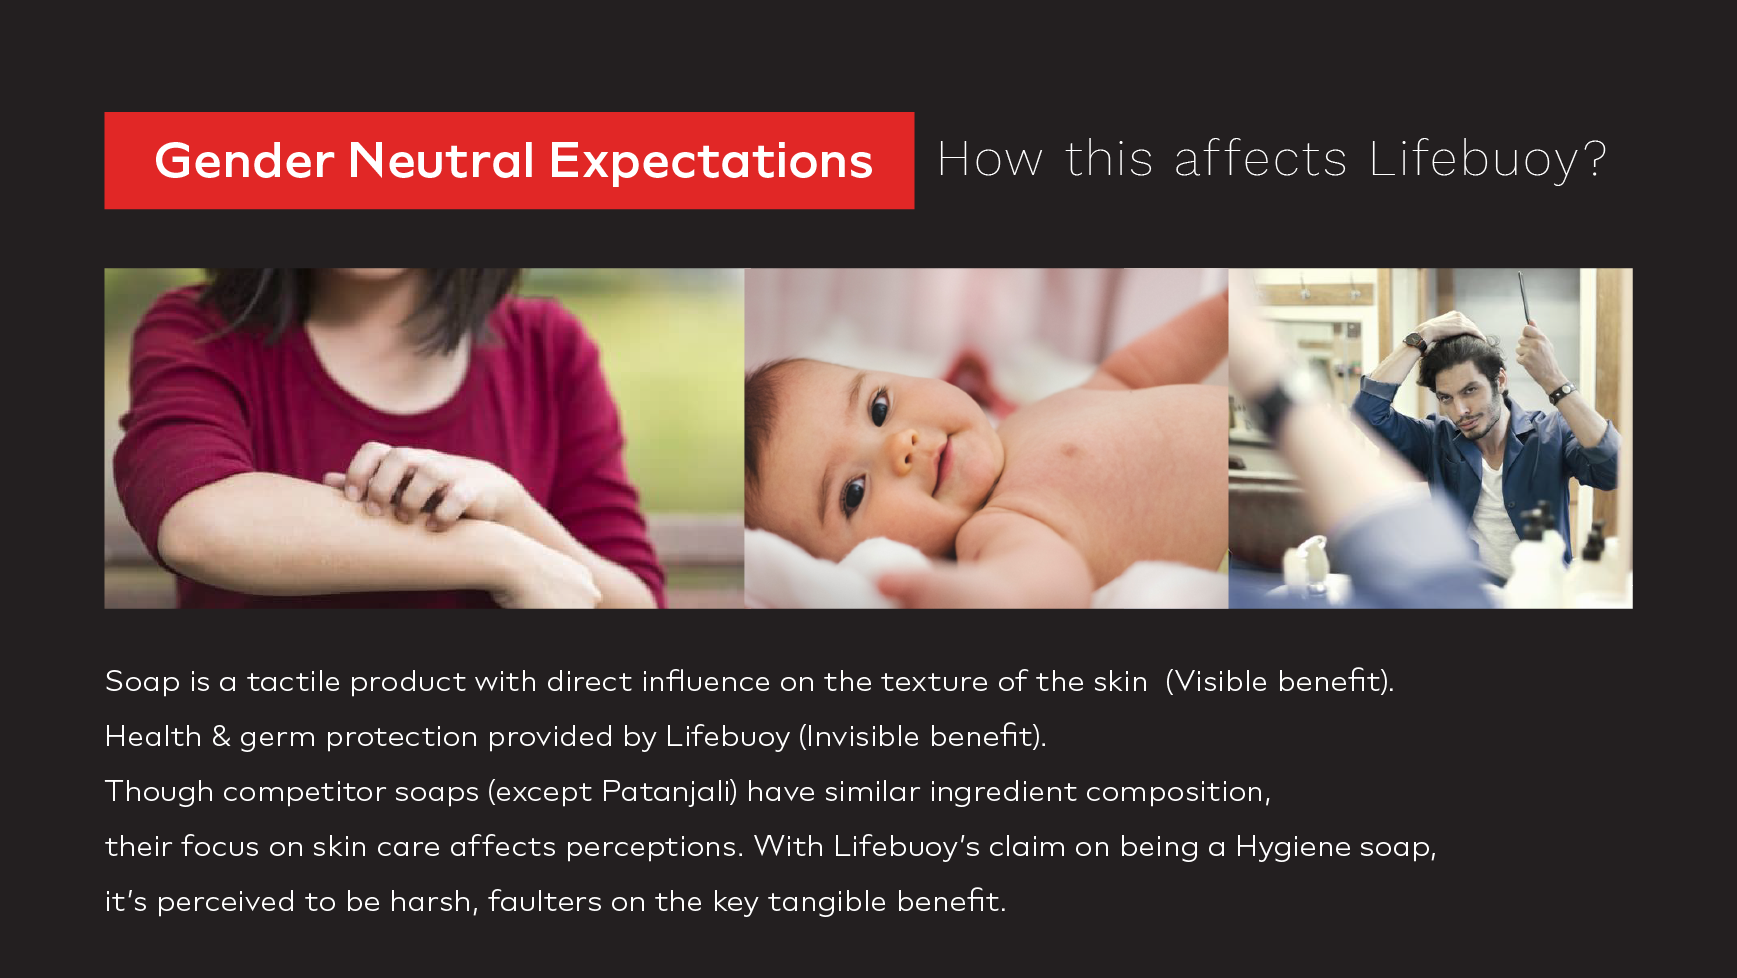 Gender Neutral Expectations How this affects Lifebuoy?
Soap is a tactile product with direct influence on the texture of the skin  (Visible benefit).
Health & germ protection provided by Lifebuoy (Invisible benefit).
Though competitor soaps (except Patanjali) have similar ingredient composition,
their focus on skin care affects perceptions. With Lifebuoy’s claim on being a Hygiene soap,
it’s perceived to be harsh, faulters on the key tangible benefit.